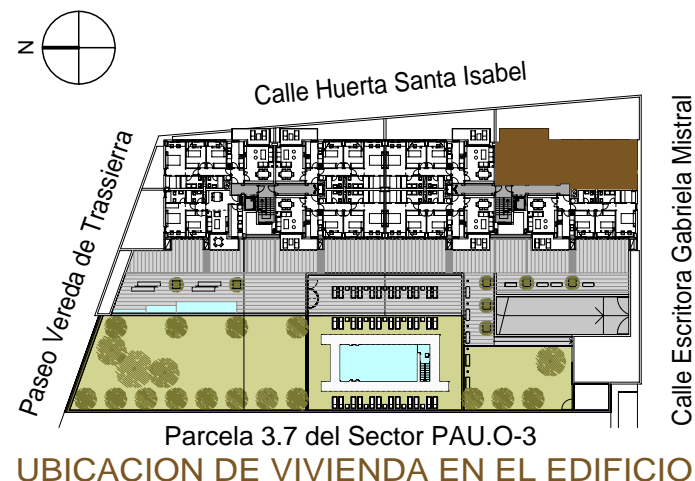 N
Calle Huerta Santa Isabel
Paseo Vereda de Trassierra
Calle Escritora Gabriela Mistral
Parcela 3.7 del Sector PAU.O-3
UBICACION DE VIVIENDA EN EL EDIFICIO